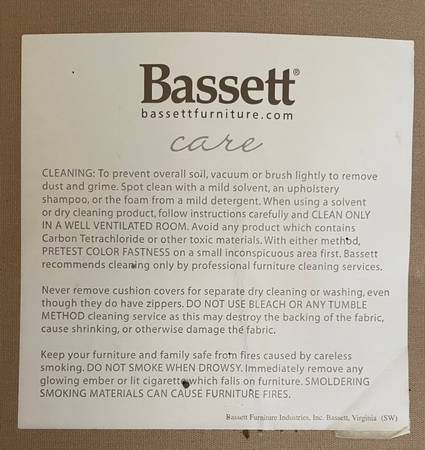 Bassett®
bassettfurniture.com
care
CLEANING: To prevent overall soil, vacuum or brush lightly to remove
dust and grime. Spot clean with a mild solvent, an upholstery
shampoo, or the foam from a mild detergent. When using a solvent
or dry cleaning product, follow instructions carefully and CLEAN ONLY
IN A WELL VENTILATED ROOM. Avoid any product which contains
Carbon Tetrachloride or other toxic materials. With either method,
PRETEST COLOR FASTNESS on a small inconspicuous area first. Bassett
recommends cleaning only by professional furniture cleaning services.
Never remove cushion covers for separate dry cleaning or washing, even
though they do have zippers. DO NOT USE BLEACH OR ANY TUMBLE
METHOD cleaning service as this may destroy the backing of the fabric,
cause shrinking, or otherwise damage the fabric.
Keep your furniture and family safe from fires caused by careless
smoking. DO NOT SMOKE WHEN DROWSY. Immediately remove any
glowing ember or lit cigarette which falls on furniture. SMOLDERING
SMOKING MATERIALS CAN CAUSE FURNITURE FIRES.
Bassett Furniture Industries, Inc. Bassett, Virginia (SW)